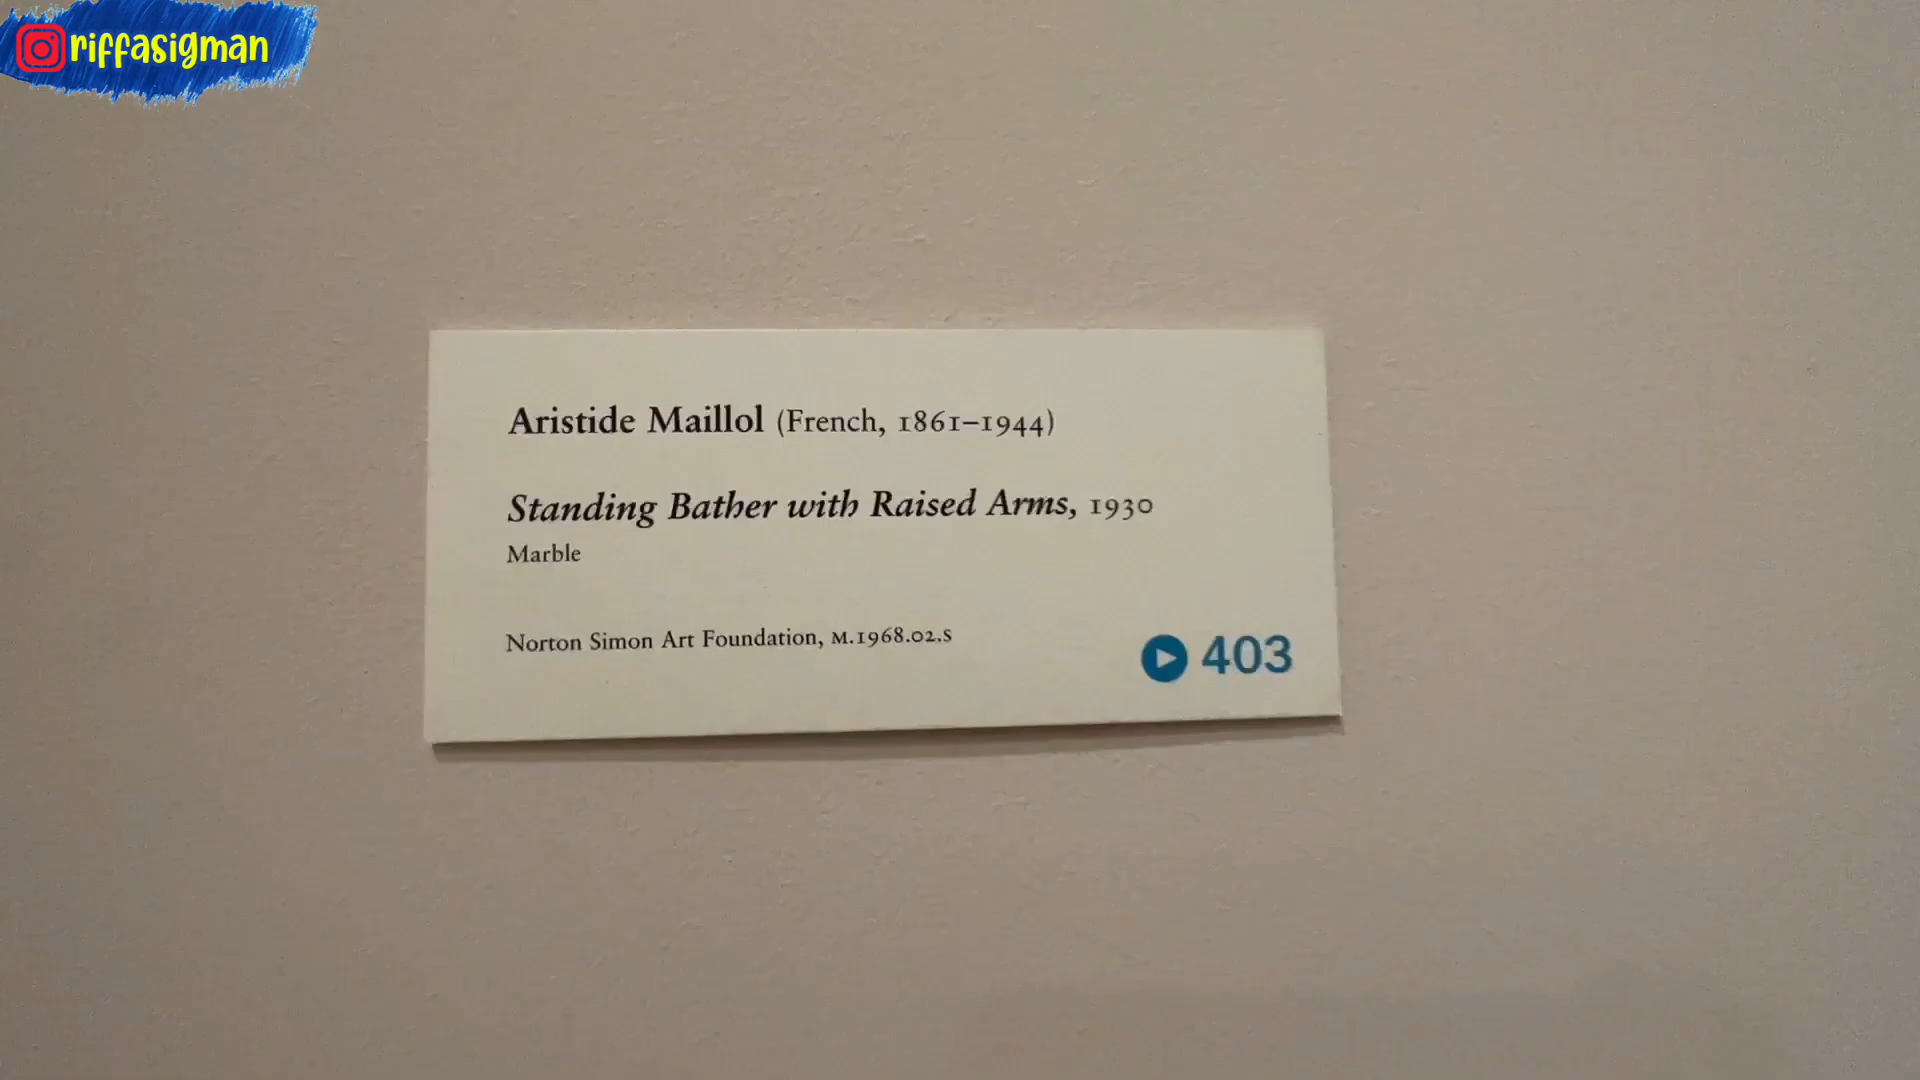 riffasigman
Aristide Maillol (French, 1861–1944)
Standing Bather with Raised Arms, 1930
Marble
Norton Simon Art Foundation, M.1968.02.S
403